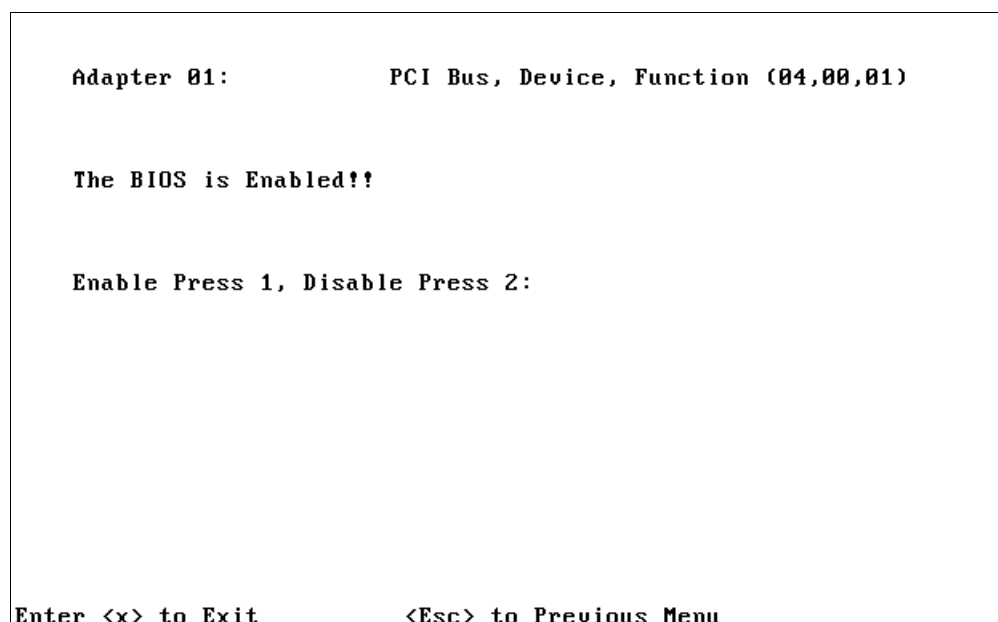 Adapter 01: PCI Bus, Device, Function (04,00,01)
The BIOS is Enabled!!
Enable Press 1, Disable Press 2:
Enter <x> to Exit <Esc> to Previous Menu